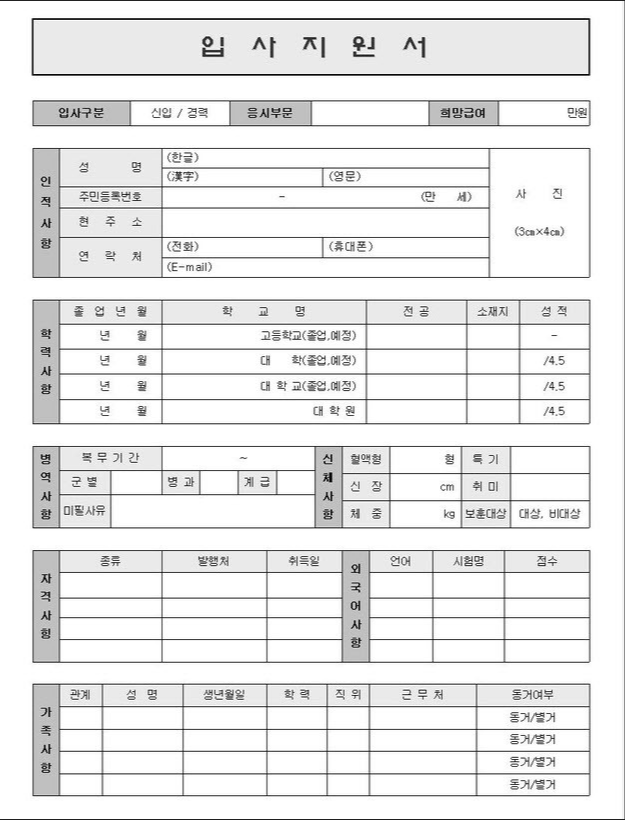 입 사 지 원 서
입사구분 신입 / 경력 응시부문 희망급여 만원
인적사항
성 명 (한글)
(漢字) (영문)
주민등록번호 - (만 세)
현 주 소
연 락 처 (전화) (휴대폰)
(E-mail)
사 진
(3㎝×4㎝)
학력사항
졸 업 년 월 학 교 명 전 공 소재지 성 적
년 월 고등학교(졸업,예정) -
년 월 대 학(졸업,예정) /4.5
년 월 대 학 교(졸업,예정) /4.5
년 월 대 학 원 /4.5
병역사항
복 무 기 간 ~
군 별 병 과 계 급
미필사유
신체사항
혈액형 형 특 기
신 장 cm 취 미
체 중 kg 보훈대상 대상, 비대상
자격사항
종류 발행처 취득일
외국어사항
언어 시험명 점수
가족사항
관계 성 명 생년월일 학 력 직 위 근 무 처 동거여부
동거/별거
동거/별거
동거/별거
동거/별거